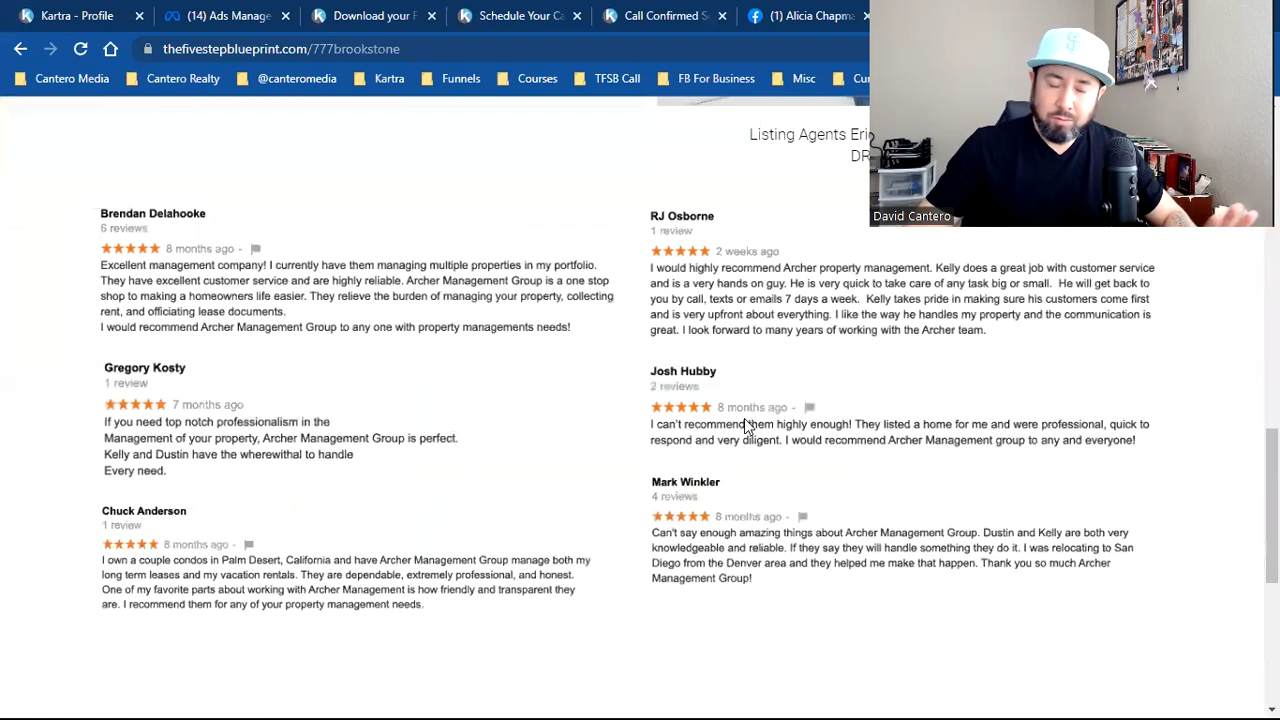 Kartra - Profile
(14) Ads Manage
Download your F
Schedule Your Ca
Call Confirmed S
(1) Alicia Chapm
thefivestepblueprint.com/777brookstone
Cantero Media
Cantero Realty
@canteromedia
Kartra
Funnels
Courses
TFSB Call
FB For Business
Misc
Cur
David Cantero
Listing Agents Eri
DR
Brendan Delahooke
6 reviews
8 months ago -
Excellent management company! I currently have them managing multiple properties in my portfolio.
They have excellent customer service and are highly reliable. Archer Management Group is a one stop
shop to making a homeowners life easier. They relieve the burden of managing your property, collecting
rent, and officiating lease documents.
I would recommend Archer Management Group to any one with property managements needs!
Gregory Kosty
1 review
7 months ago
If you need top notch professionalism in the
Management of your property, Archer Management Group is perfect.
Kelly and Dustin have the wherewithal to handle
Every need.
Chuck Anderson
1 review
8 months ago -
I own a couple condos in Palm Desert, California and have Archer Management Group manage both my
long term leases and my vacation rentals. They are dependable, extremely professional, and honest.
One of my favorite parts about working with Archer Management is how friendly and transparent they
are. I recommend them for any of your property management needs.
RJ Osborne
1 review
2 weeks ago
I would highly recommend Archer property management. Kelly does a great job with customer service
and is a very hands on guy. He is very quick to take care of any task big or small. He will get back to
you by call, texts or emails 7 days a week. Kelly takes pride in making sure his customers come first
and is very upfront about everything. I like the way he handles my property and the communication is
great. I look forward to many years of working with the Archer team.
Josh Hubby
2 reviews
8 months ago -
I can't recommend them highly enough! They listed a home for me and were professional, quick to
respond and very diligent. I would recommend Archer Management group to any and everyone!
Mark Winkler
4 reviews
8 months ago -
Can't say enough amazing things about Archer Management Group. Dustin and Kelly are both very
knowledgeable and reliable. If they say they will handle something they do it. I was relocating to San
Diego from the Denver area and they helped me make that happen. Thank you so much Archer
Management Group!